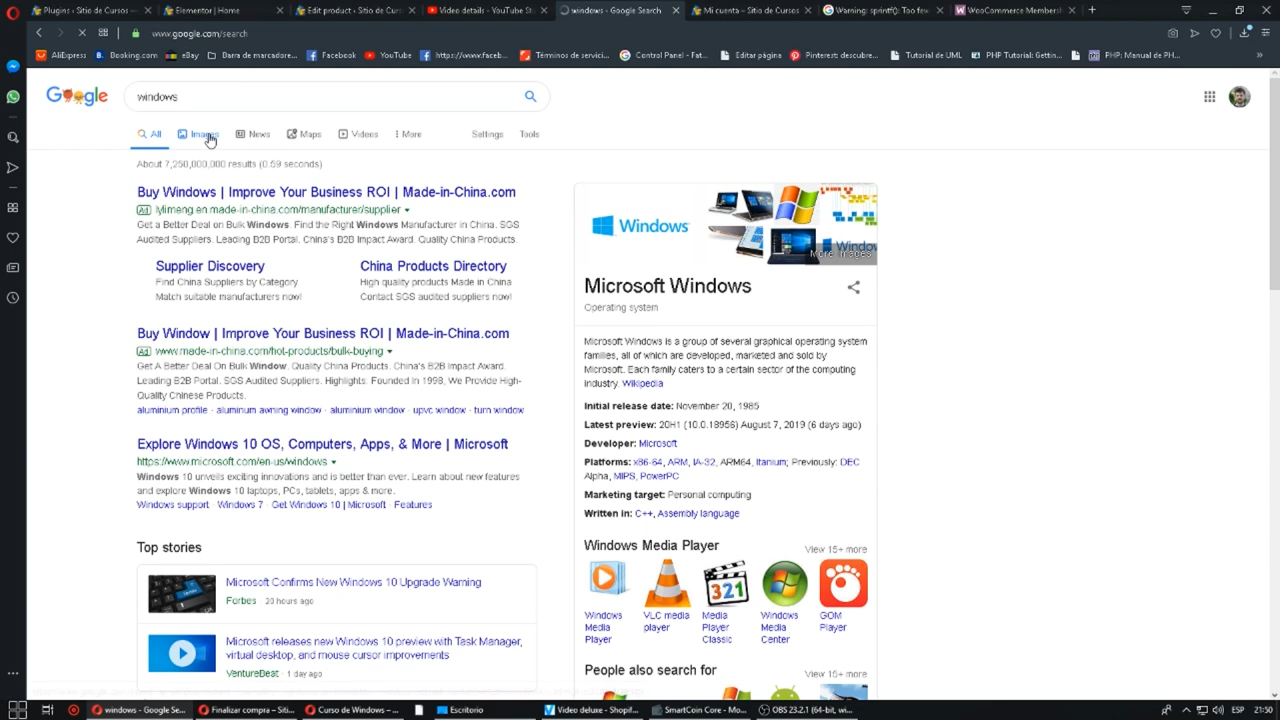 Plugins ‹ Sitio de Cursos —
Elementor | Home
Edit product ‹ Sitio de Cur
Video details - YouTube St
windows - Google Search
Mi cuenta – Sitio de Cursos
Warning: sprintf(): Too few
WooCommerce Membersh
www.google.com/search
AliExpress
Booking.com
eBay
Barra de marcadore...
Facebook
YouTube
https://www.faceb...
Términos de servici...
Control Panel - Fat...
Editar página
Pinterest: descubre...
Tutorial de UML
PHP Tutorial: Gettin...
PHP: Manual de PH...
Google
windows
All
Images
News
Maps
Videos
More
Settings
Tools
About 7,250,000,000 results (0.59 seconds)
Buy Windows | Improve Your Business ROI | Made-in-China.com
Ad yjmeng.en.made-in-china.com/manufacturer/supplier
Get a Better Deal on Bulk Windows. Find the Right Windows Manufacturer in China. SGS
Audited Suppliers. Leading B2B Portal. China's B2B Impact Award. Quality China Products.
Supplier Discovery
China Products Directory
Find China Suppliers by Category
High quality products Made in China
Match suitable manufacturers now!
Contact SGS audited suppliers now!
Buy Window | Improve Your Business ROI | Made-in-China.com
Ad www.made-in-china.com/hot-products/bulk-buying
Get A Better Deal On Bulk Window. Quality China Products. China's B2B Impact Award.
Leading B2B Portal. SGS Audited Suppliers. Highlights: Founded in 1998, We Provide High-
Quality Chinese Products.
aluminium profile · aluminum awning window · aluminium window · upvc window · turn window
Explore Windows 10 OS, Computers, Apps, & More | Microsoft
https://www.microsoft.com/en-us/windows
Windows 10 unveils exciting innovations and is better than ever. Learn about new features
and explore Windows 10 laptops, PCs, tablets, apps & more.
Windows support · Windows 7 · Get Windows 10 | Microsoft · Features
Top stories
Microsoft Confirms New Windows 10 Upgrade Warning
Forbes · 20 hours ago
Microsoft releases new Windows 10 preview with Task Manager,
virtual desktop, and mouse cursor improvements
VentureBeat · 1 day ago
Windows
More images
Microsoft Windows
Operating system
Microsoft Windows is a group of several graphical operating system
families, all of which are developed, marketed and sold by
Microsoft. Each family caters to a certain sector of the computing
industry. Wikipedia
Initial release date: November 20, 1985
Latest preview: 20H1 (10.0.18956) August 7, 2019 (6 days ago)
Developer: Microsoft
Platforms: x86-64, ARM, IA-32, ARM64, Itanium; Previously: DEC
Alpha, MIPS, PowerPC
Marketing target: Personal computing
Written in: C++, Assembly language
Windows Media Player
View 15+ more
321
Windows Media Player
VLC media player
Media Player Classic
Windows Media Center
GOM Player
People also search for
View 15+ more
windows - Google Se...
Finalizar compra – Siti...
Curso de Windows –...
Escritorio
Video deluxe - Shopif...
SmartCoin Core - Mo...
OBS 23.2.1 (64-bit, wi...
ESP
21:50